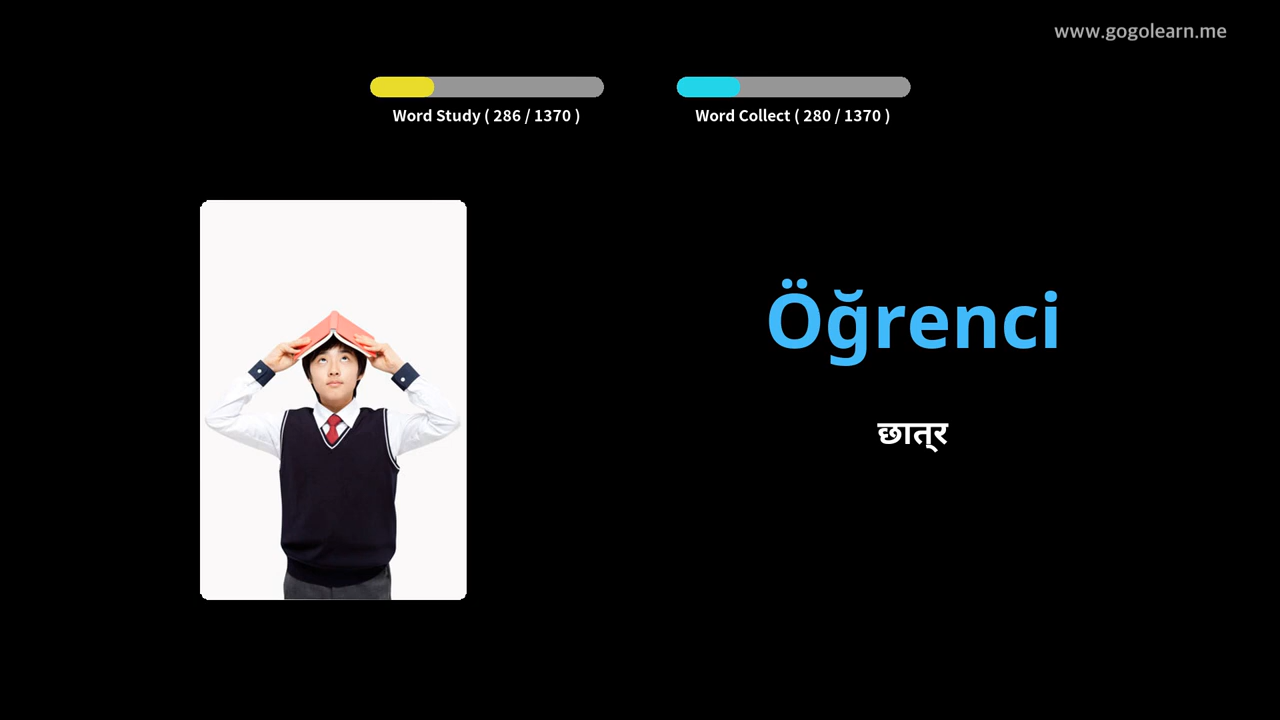 www.gogolearn.me
Word Study ( 286 / 1370 )
Word Collect ( 280 / 1370 )
Öğrenci
छात्र